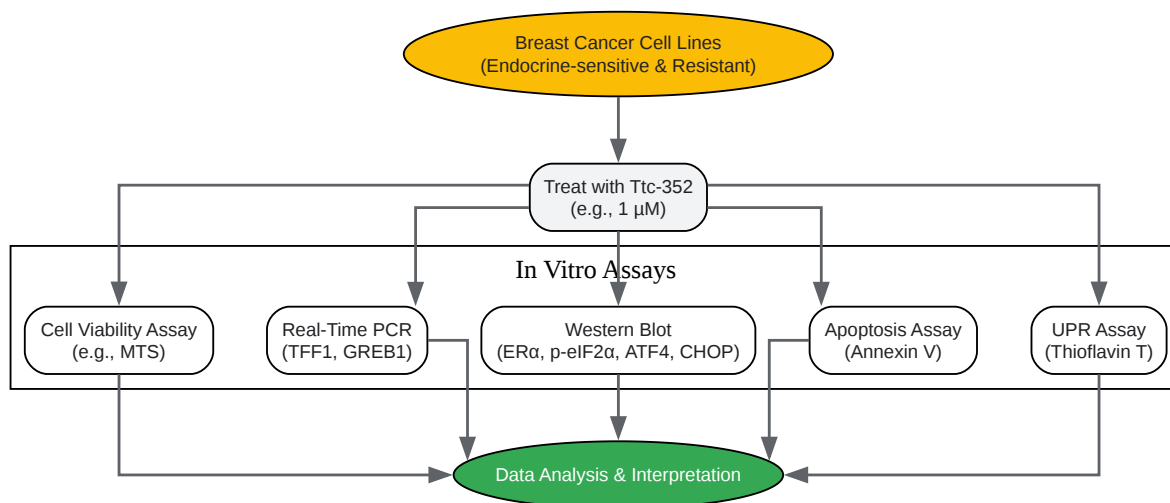 Breast Cancer Cell Lines
(Endocrine-sensitive & Resistant)
Treat with Ttc-352
(e.g., 1 µM)
In Vitro Assays
Cell Viability Assay
(e.g., MTS)
Real-Time PCR
(TFF1, GREB1)
Western Blot
(ERα, p-eIF2α, ATF4, CHOP)
Apoptosis Assay
(Annexin V)
UPR Assay
(Thioflavin T)
Data Analysis & Interpretation